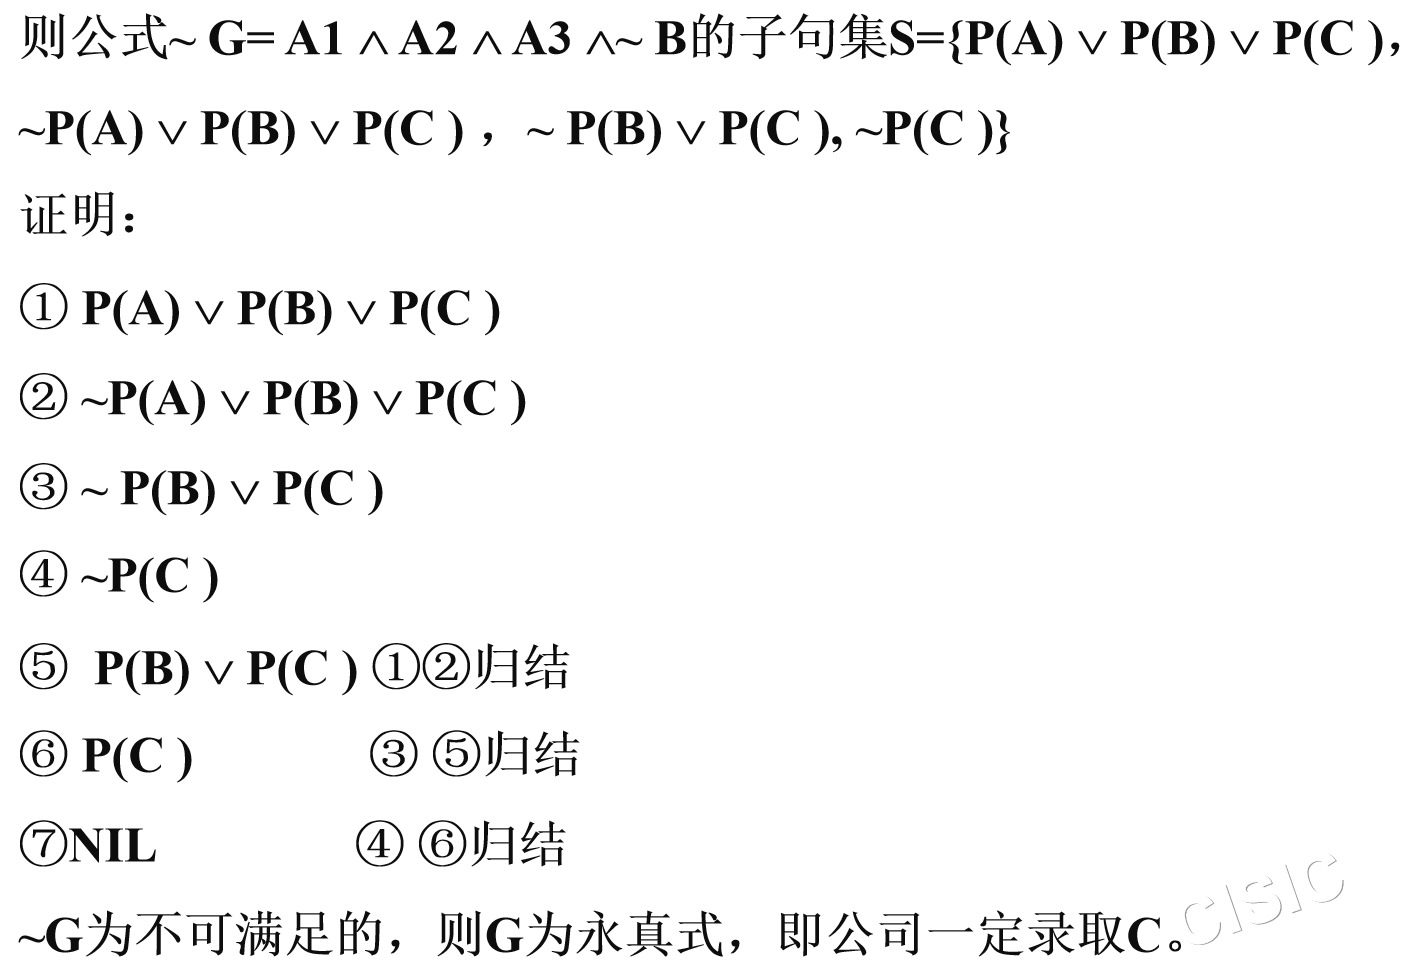 则公式~ G= A1 ∧ A2 ∧ A3 ∧~ B的子句集S={P(A) ∨ P(B) ∨ P(C ),
~P(A) ∨ P(B) ∨ P(C ) , ~ P(B) ∨ P(C ), ~P(C )}
证明：
① P(A) ∨ P(B) ∨ P(C )
② ~P(A) ∨ P(B) ∨ P(C )
③ ~ P(B) ∨ P(C )
④ ~P(C )
⑤ P(B) ∨ P(C ) ①②归结
⑥ P(C ) ③ ⑤归结
⑦NIL ④ ⑥归结
~G为不可满足的，则G为永真式，即公司一定录取C。
CISIC